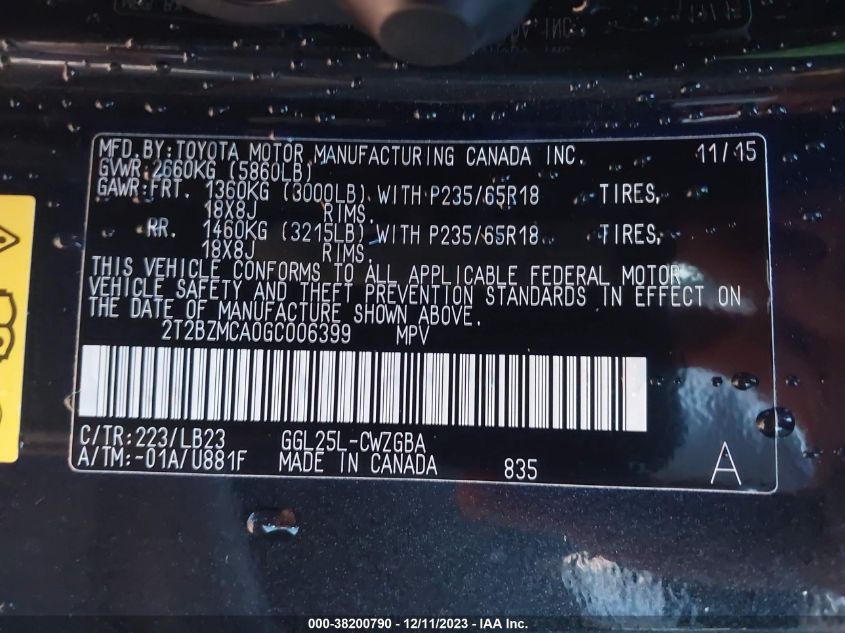 MFD.BY:TOYOTA MOTOR MANUFACTURING CANADA INC. 11/15
GVWR:2660KG (5860LB)
GAWR:FRT. 1360KG (3000LB) WITH P235/65R18 TIRES,
18X8J RIMS.
RR. 1460KG (3215LB) WITH P235/65R18 TIRES,
18X8J RIMS.
THIS VEHICLE CONFORMS TO ALL APPLICABLE FEDERAL MOTOR
VEHICLE SAFETY AND THEFT PREVENTION STANDARDS IN EFFECT ON
THE DATE OF MANUFACTURE SHOWN ABOVE.
2T2BZMCA0GC006399 MPV
C/TR:223/LB23 GGL25L-CWZGBA
A/TM:-01A/U881F MADE IN CANADA 835 A
000-38200790 - 12/11/2023 - IAA Inc.